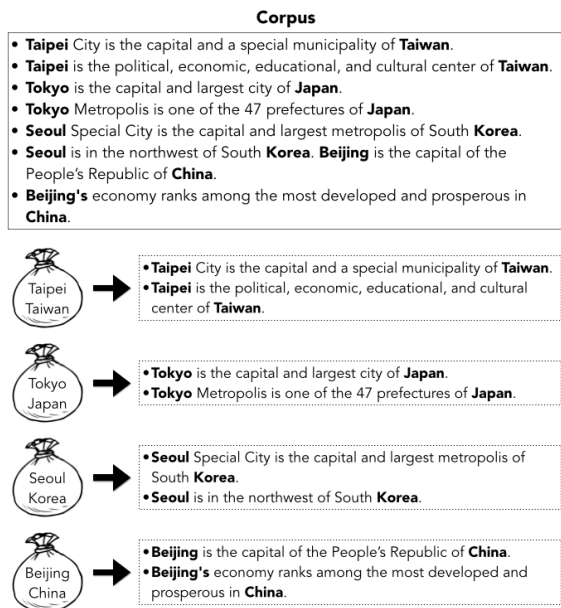 Corpus
• Taipei City is the capital and a special municipality of Taiwan.
• Taipei is the political, economic, educational, and cultural center of Taiwan.
• Tokyo is the capital and largest city of Japan.
• Tokyo Metropolis is one of the 47 prefectures of Japan.
• Seoul Special City is the capital and largest metropolis of South Korea.
• Seoul is in the northwest of South Korea. Beijing is the capital of the
People's Republic of China.
• Beijing's economy ranks among the most developed and prosperous in
China.
Taipei
Taiwan
• Taipei City is the capital and a special municipality of Taiwan.
• Taipei is the political, economic, educational, and cultural
center of Taiwan.
Tokyo
Japan
• Tokyo is the capital and largest city of Japan.
• Tokyo Metropolis is one of the 47 prefectures of Japan.
Seoul
Korea
• Seoul Special City is the capital and largest metropolis of
South Korea.
• Seoul is in the northwest of South Korea.
Beijing
China
• Beijing is the capital of the People's Republic of China.
• Beijing's economy ranks among the most developed and
prosperous in China.